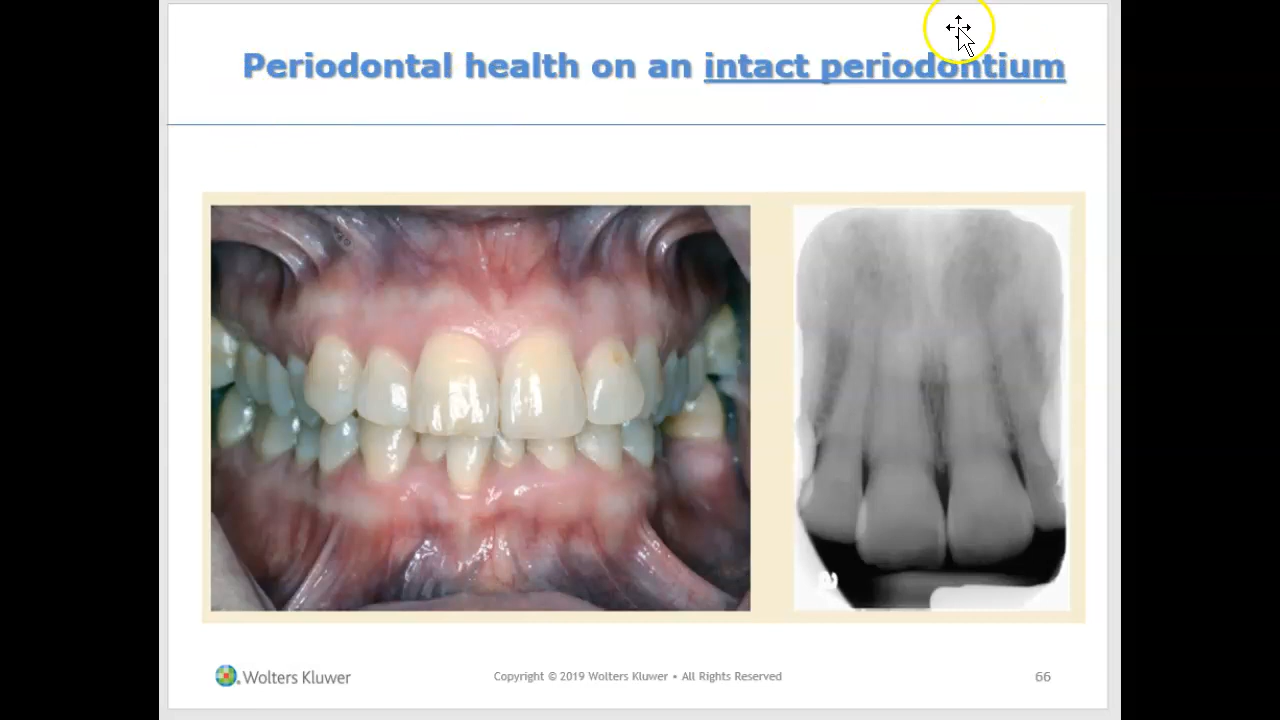 Periodontal health on an intact periodontium
Wolters Kluwer
Copyright © 2019 Wolters Kluwer • All Rights Reserved
66